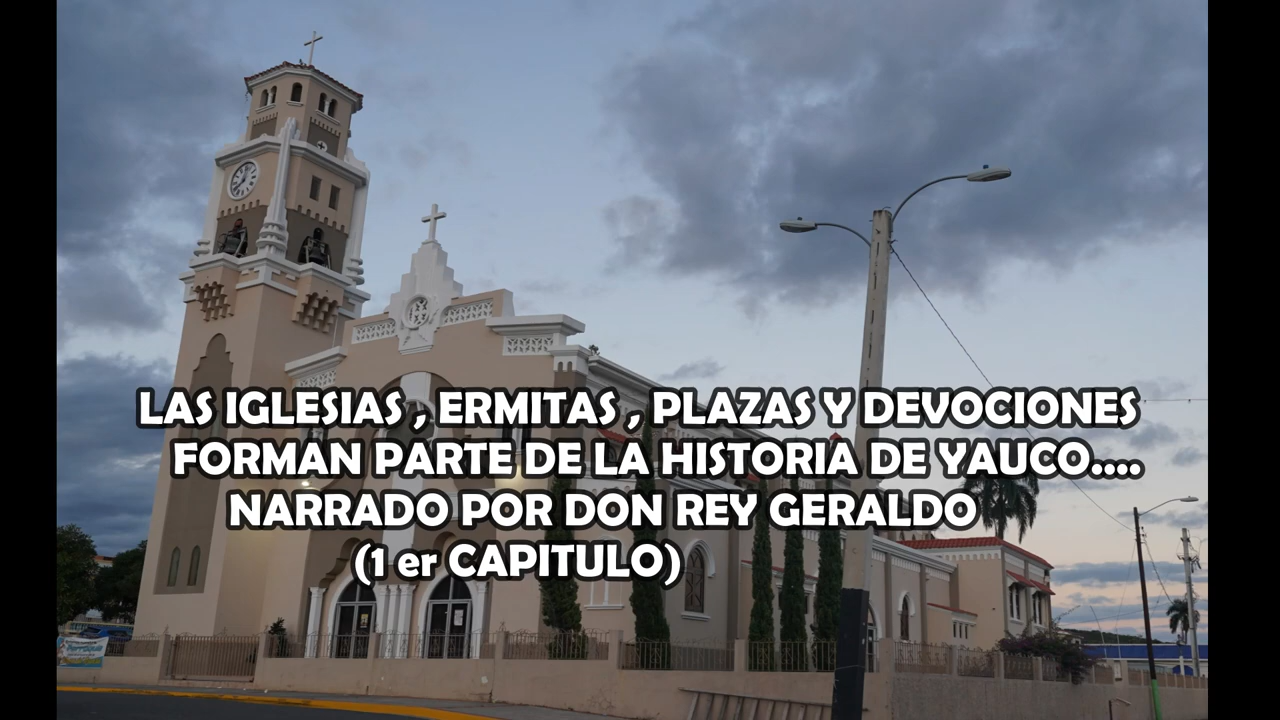 LAS IGLESIAS , ERMITAS , PLAZAS Y DEVOCIONES
FORMAN PARTE DE LA HISTORIA DE YAUCO....
NARRADO POR DON REY GERALDO
(1 er CAPITULO)